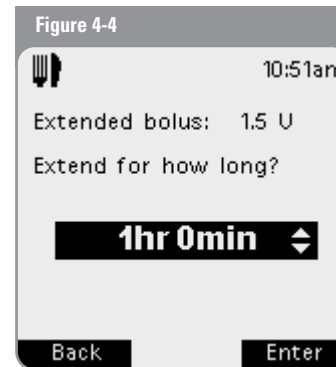 Figure 4-4
10:51am
Extended bolus: 1.5 U
Extend for how long?
1hr 0min
Back Enter